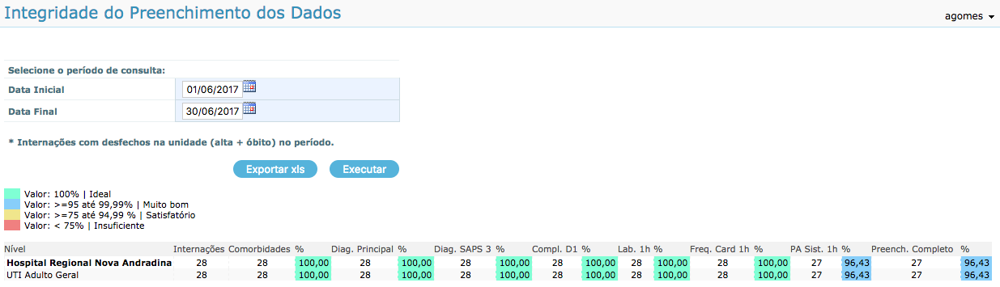 Integridade do Preenchimento dos Dados
agomes
Selecione o período de consulta:
Data Inicial 01/06/2017
Data Final 30/06/2017
* Internações com desfechos na unidade (alta + óbito) no período.
Exportar xls Executar
Valor: 100% | Ideal
Valor: >=95 até 99,99% | Muito bom
Valor: >=75 até 94,99 % | Satisfatório
Valor: < 75% | Insuficiente
Nível Internações Comorbidades % Diag. Principal % Diag. SAPS 3 % Compl. D1 % Lab. 1h % Freq. Card 1h % PA Sist. 1h % Preench. Completo %
Hospital Regional Nova Andradina 28 28 100,00 28 100,00 28 100,00 28 100,00 28 100,00 28 100,00 27 96,43 27 96,43
UTI Adulto Geral 28 28 100,00 28 100,00 28 100,00 28 100,00 28 100,00 28 100,00 27 96,43 27 96,43